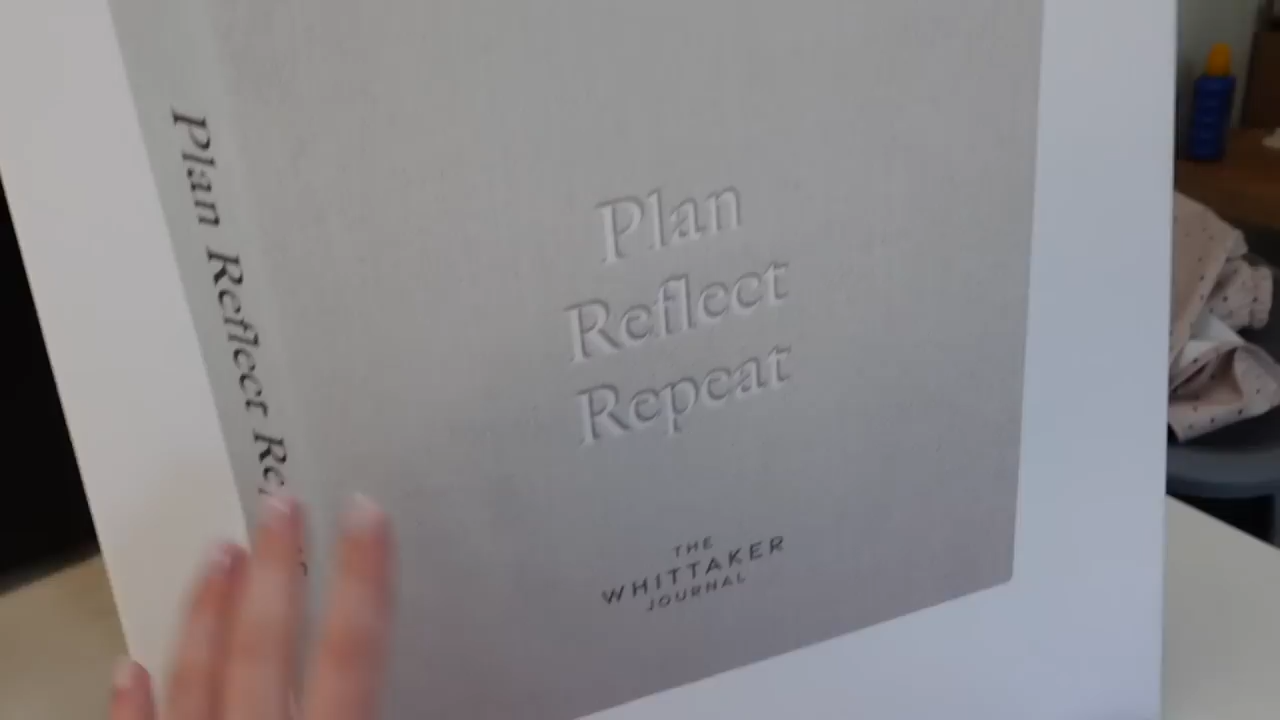 Plan Reflect Re
Plan
Reflect
Repeat
THE
WHITTAKER
JOURNAL